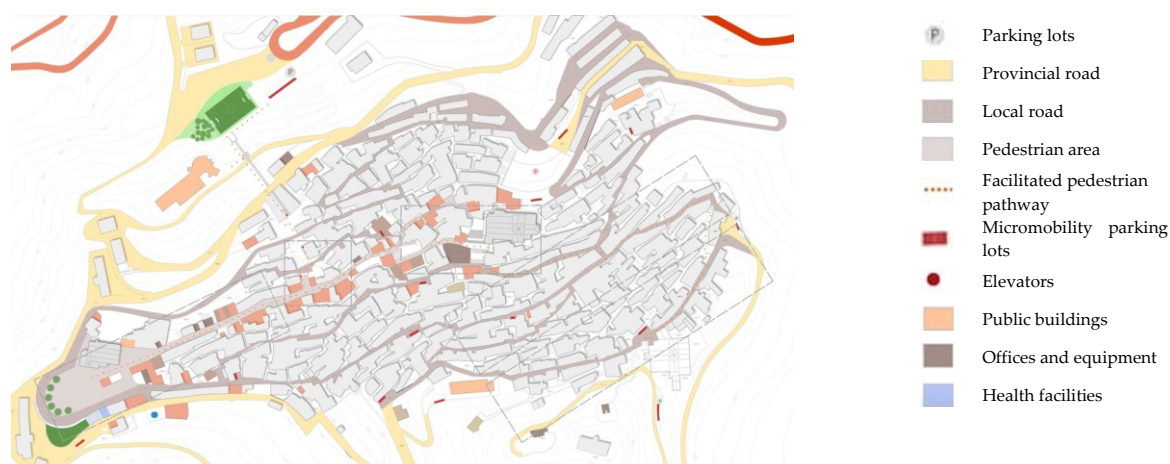 P
Parking lots
Provincial road
Local road
Pedestrian area
Facilitated pedestrian
pathway
Micromobility parking
lots
Elevators
Public buildings
Offices and equipment
Health facilities
P
P